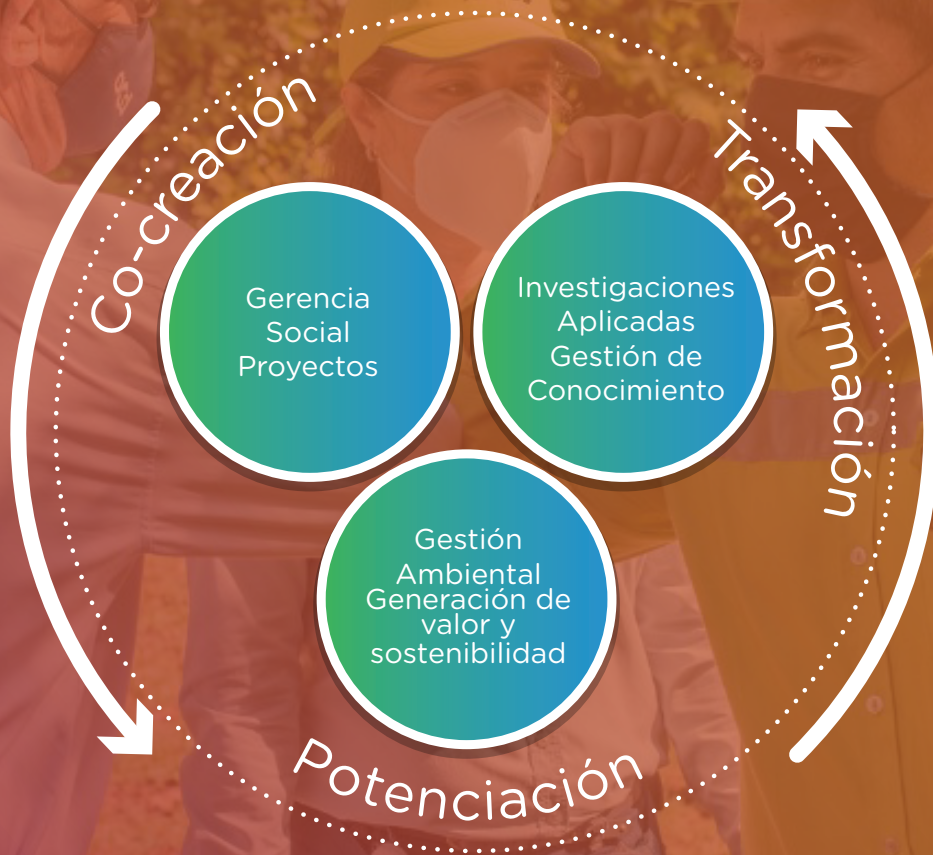 Co-creación
Transformación
Gerencia
Social
Proyectos
Investigaciones
Aplicadas
Gestión de
Conocimiento
Gestión
Ambiental
Generación de
valor y
sostenibilidad
Potenciación